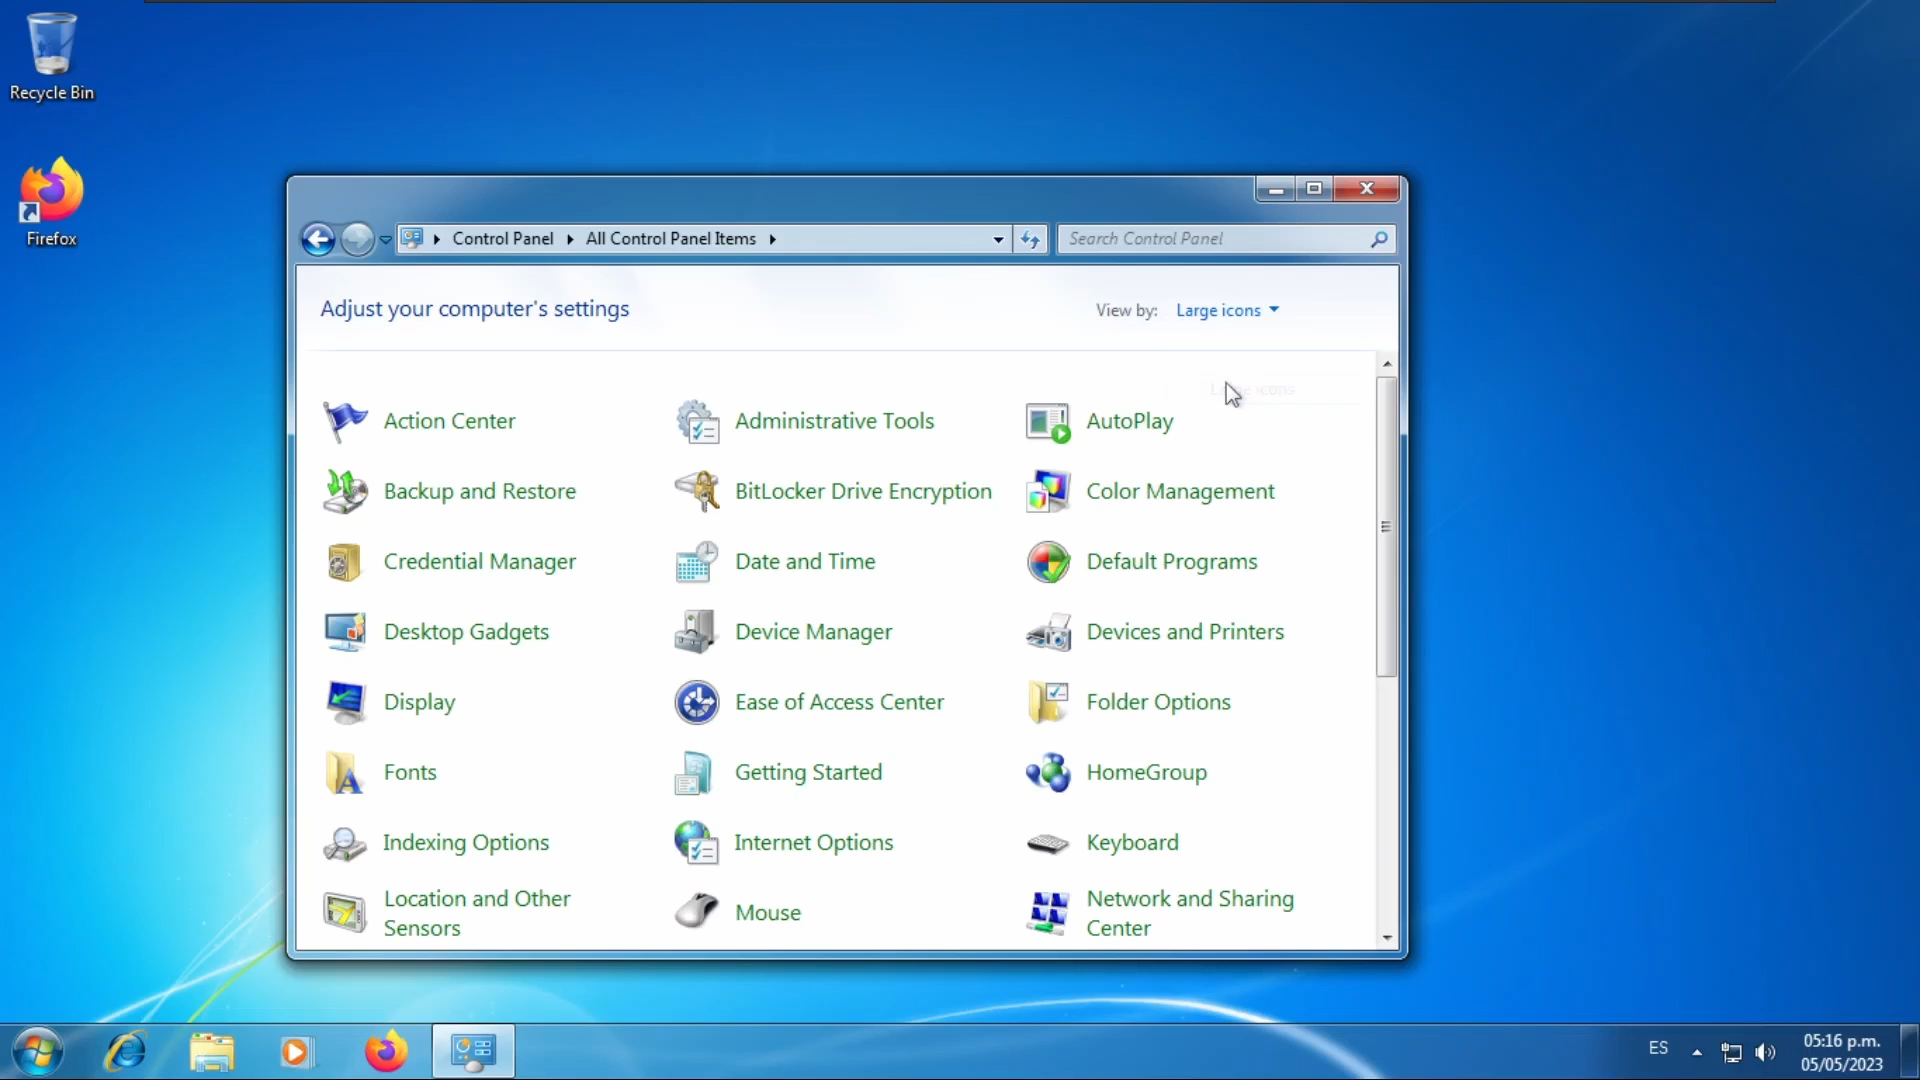 Recycle Bin
Firefox
Control Panel
All Control Panel Items
Search Control Panel
Adjust your computer's settings
View by:
Large icons
Large icons
Action Center
Administrative Tools
AutoPlay
Backup and Restore
BitLocker Drive Encryption
Color Management
Credential Manager
Date and Time
Default Programs
Desktop Gadgets
Device Manager
Devices and Printers
Display
Ease of Access Center
Folder Options
Fonts
Getting Started
HomeGroup
Indexing Options
Internet Options
Keyboard
Location and Other
Sensors
Mouse
Network and Sharing
Center
ES
05:16 p.m.
05/05/2023